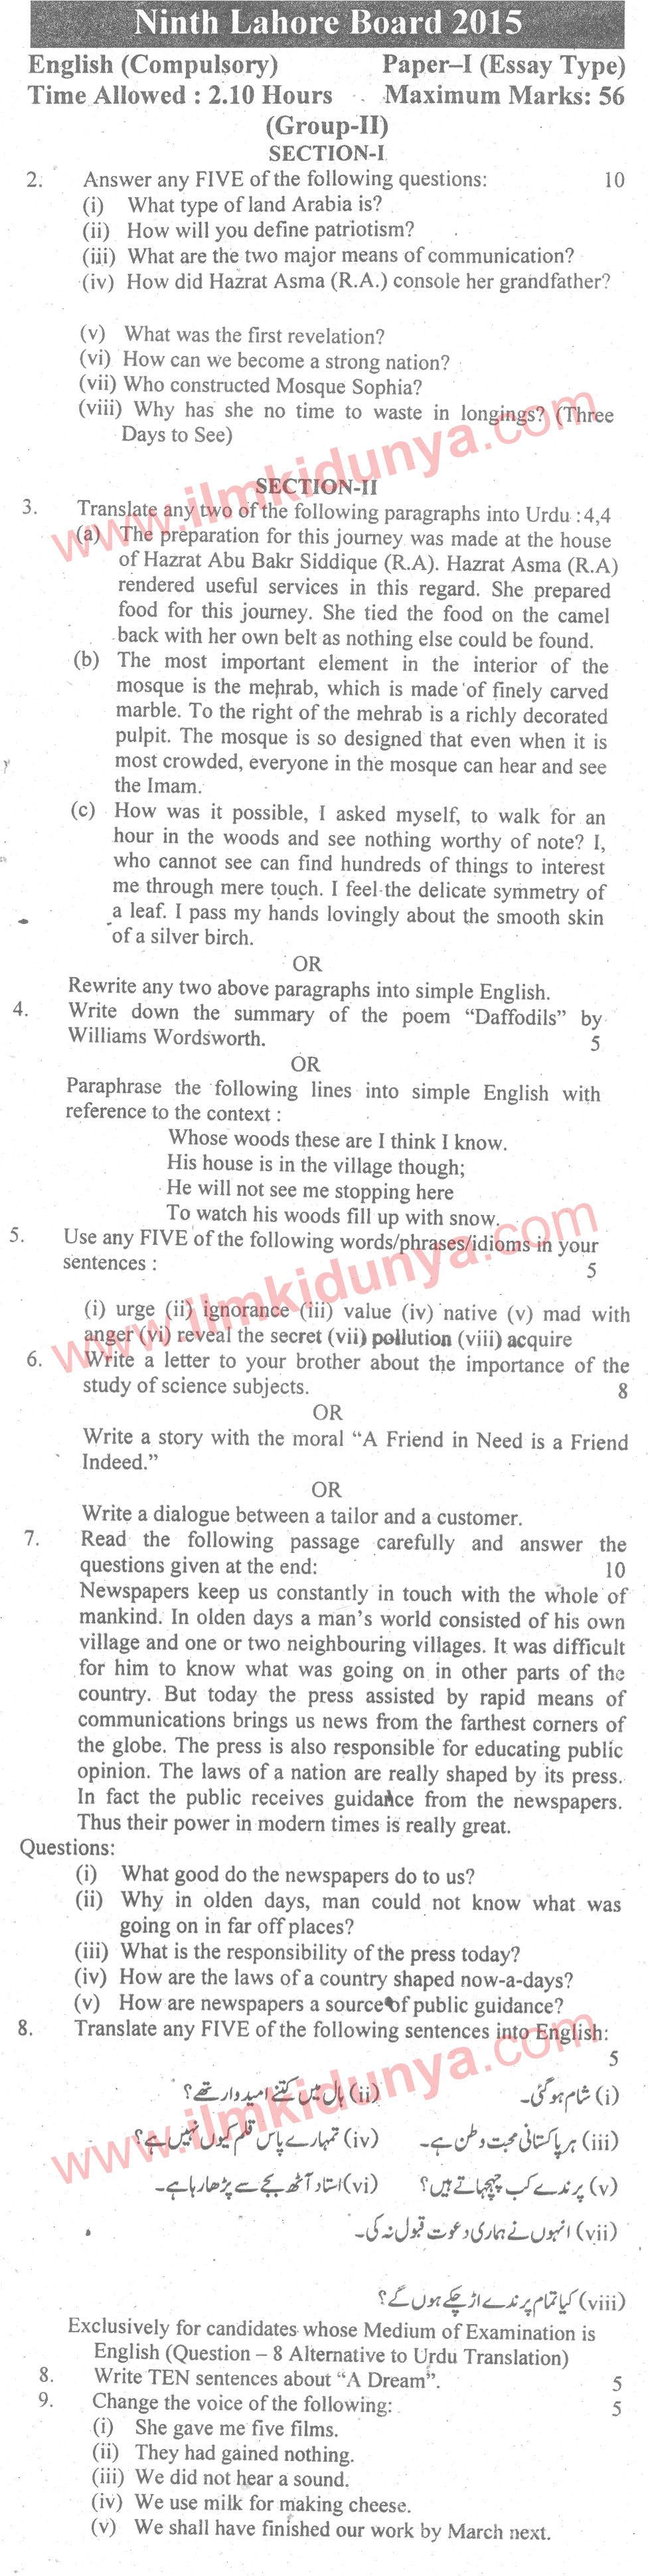 Ninth Lahore Board 2015
English (Compulsory) Paper–I (Essay Type)
Time Allowed : 2.10 Hours Maximum Marks: 56
(Group-II)
SECTION-I
2. Answer any FIVE of the following questions: 10
(i) What type of land Arabia is?
(ii) How will you define patriotism?
(iii) What are the two major means of communication?
(iv) How did Hazrat Asma (R.A.) console her grandfather?
(v) What was the first revelation?
(vi) How can we become a strong nation?
(vii) Who constructed Mosque Sophia?
(viii) Why has she no time to waste in longings? (Three
Days to See)
www.ilmkidunya.com
SECTION-II
3. Translate any two of the following paragraphs into Urdu :4,4
(a) The preparation for this journey was made at the house
of Hazrat Abu Bakr Siddique (R.A). Hazrat Asma (R.A)
rendered useful services in this regard. She prepared
food for this journey. She tied the food on the camel
back with her own belt as nothing else could be found.
(b) The most important element in the interior of the
mosque is the mehrab, which is made of finely carved
marble. To the right of the mehrab is a richly decorated
pulpit. The mosque is so designed that even when it is
most crowded, everyone in the mosque can hear and see
the Imam.
(c) How was it possible, I asked myself, to walk for an
hour in the woods and see nothing worthy of note? I,
who cannot see can find hundreds of things to interest
me through mere touch. I feel the delicate symmetry of
a leaf. I pass my hands lovingly about the smooth skin
of a silver birch.
OR
Rewrite any two above paragraphs into simple English.
4. Write down the summary of the poem “Daffodils” by
Williams Wordsworth. 5
OR
Paraphrase the following lines into simple English with
reference to the context :
Whose woods these are I think I know.
His house is in the village though;
He will not see me stopping here
To watch his woods fill up with snow.
5. Use any FIVE of the following words/phrases/idioms in your
sentences : 5
www.ilmkidunya.com
(i) urge (ii) ignorance (iii) value (iv) native (v) mad with
anger (vi) reveal the secret (vii) pollution (viii) acquire
6. Write a letter to your brother about the importance of the
study of science subjects. 8
OR
Write a story with the moral “A Friend in Need is a Friend
Indeed.”
OR
Write a dialogue between a tailor and a customer.
7. Read the following passage carefully and answer the
questions given at the end: 10
Newspapers keep us constantly in touch with the whole of
mankind. In olden days a man’s world consisted of his own
village and one or two neighbouring villages. It was difficult
for him to know what was going on in other parts of the
country. But today the press assisted by rapid means of
communications brings us news from the farthest corners of
the globe. The press is also responsible for educating public
opinion. The laws of a nation are really shaped by its press.
In fact the public receives guidance from the newspapers.
Thus their power in modern times is really great.
Questions:
(i) What good do the newspapers do to us?
(ii) Why in olden days, man could not know what was
going on in far off places?
(iii) What is the responsibility of the press today?
(iv) How are the laws of a country shaped now-a-days?
(v) How are newspapers a source of public guidance?
8. Translate any FIVE of the following sentences into English:
5
www.ilmkidunya.com
(i) شام ہو گئی۔ (ii) ہال میں کتنے امیدوار تھے؟
(iii) ہر پاکستانی محبِ وطن ہے۔ (iv) تمہارے پاس قلم کیوں نہیں ہے؟
(v) پرندے کب چہچہاتے ہیں؟ (vi) استاد آٹھ بجے سے پڑھا رہا ہے۔
(vii) انہوں نے ہماری دعوت قبول نہ کی۔
(viii) کیا تمام پرندے اڑ چکے ہوں گے؟
Exclusively for candidates whose Medium of Examination is
English (Question – 8 Alternative to Urdu Translation)
8. Write TEN sentences about “A Dream”. 5
9. Change the voice of the following: 5
(i) She gave me five films.
(ii) They had gained nothing.
(iii) We did not hear a sound.
(iv) We use milk for making cheese.
(v) We shall have finished our work by March next.